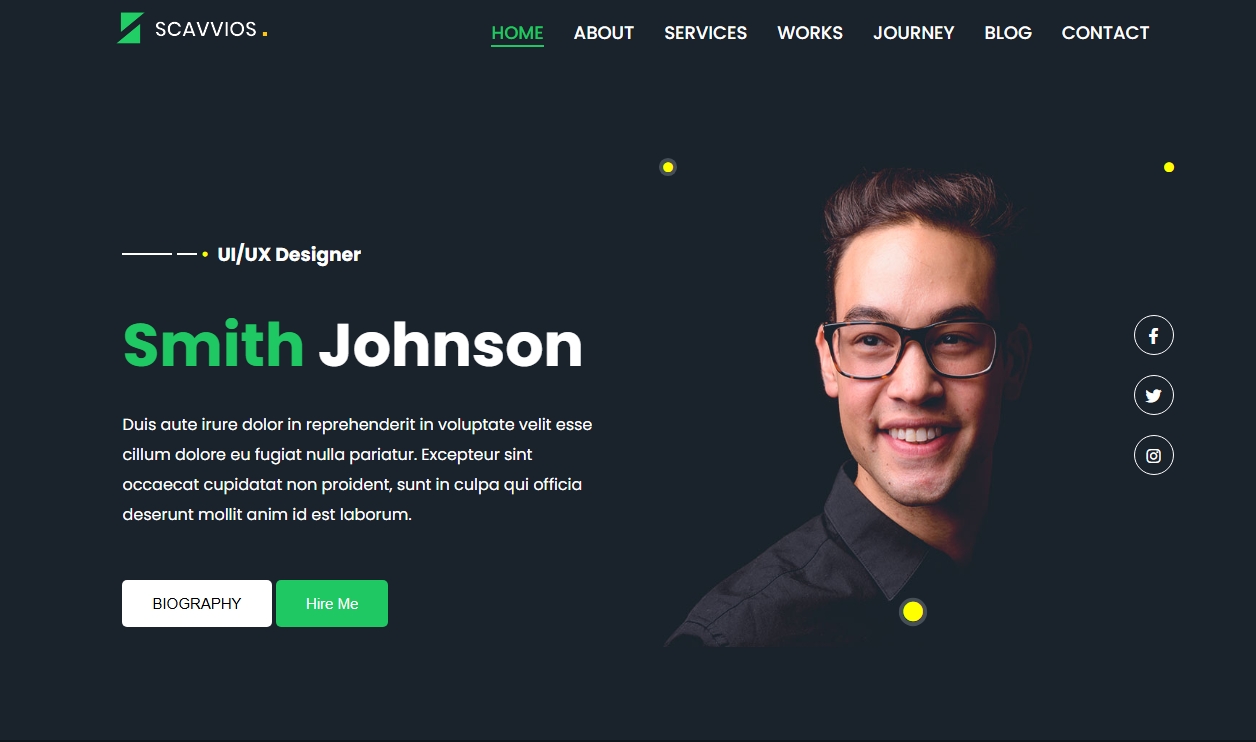 SCAVVIOS
HOME ABOUT SERVICES WORKS JOURNEY BLOG CONTACT
UI/UX Designer
Smith Johnson
Duis aute irure dolor in reprehenderit in voluptate velit esse
cillum dolore eu fugiat nulla pariatur. Excepteur sint
occaecat cupidatat non proident, sunt in culpa qui officia
deserunt mollit anim id est laborum.
BIOGRAPHY Hire Me